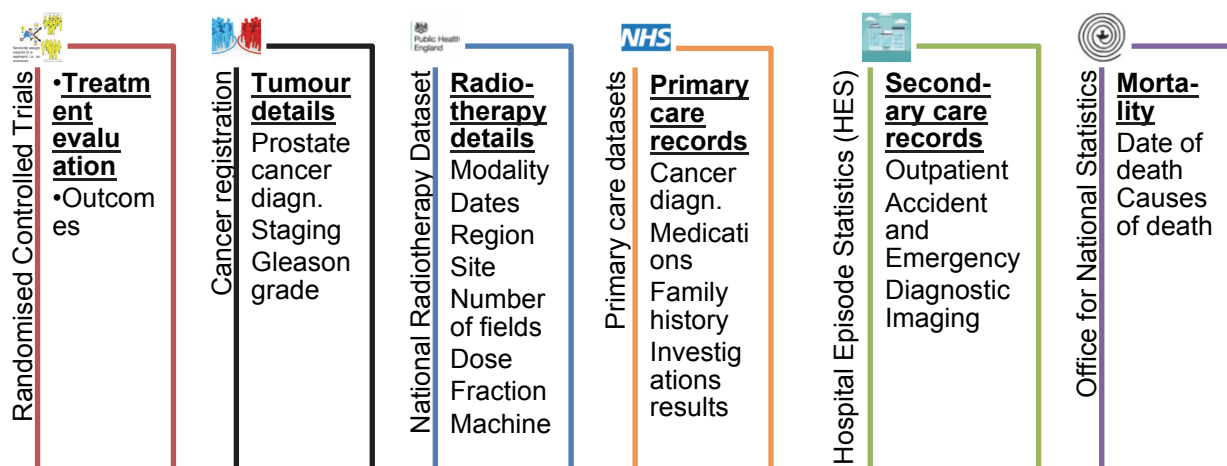 Randomly assign
Randomised Controlled Trials
•Treatm
ent
evalu
ation
•Outcom
es
Cancer registration
Tumour
details
Prostate
cancer
diagn.
Staging
Gleason
grade
Public Health
England
National Radiotherapy Dataset
Radio-
therapy
details
Modality
Dates
Region
Site
Number
of fields
Dose
Fraction
Machine
NHS
Primary care datasets
Primary
care
records
Cancer
diagn.
Medicati
ons
Family
history
Investig
ations
results
Hospital Episode Statistics (HES)
Second-
ary care
records
Outpatient
Accident
and
Emergency
Diagnostic
Imaging
Office for National Statistics
Morta-
lity
Date of
death
Causes
of death